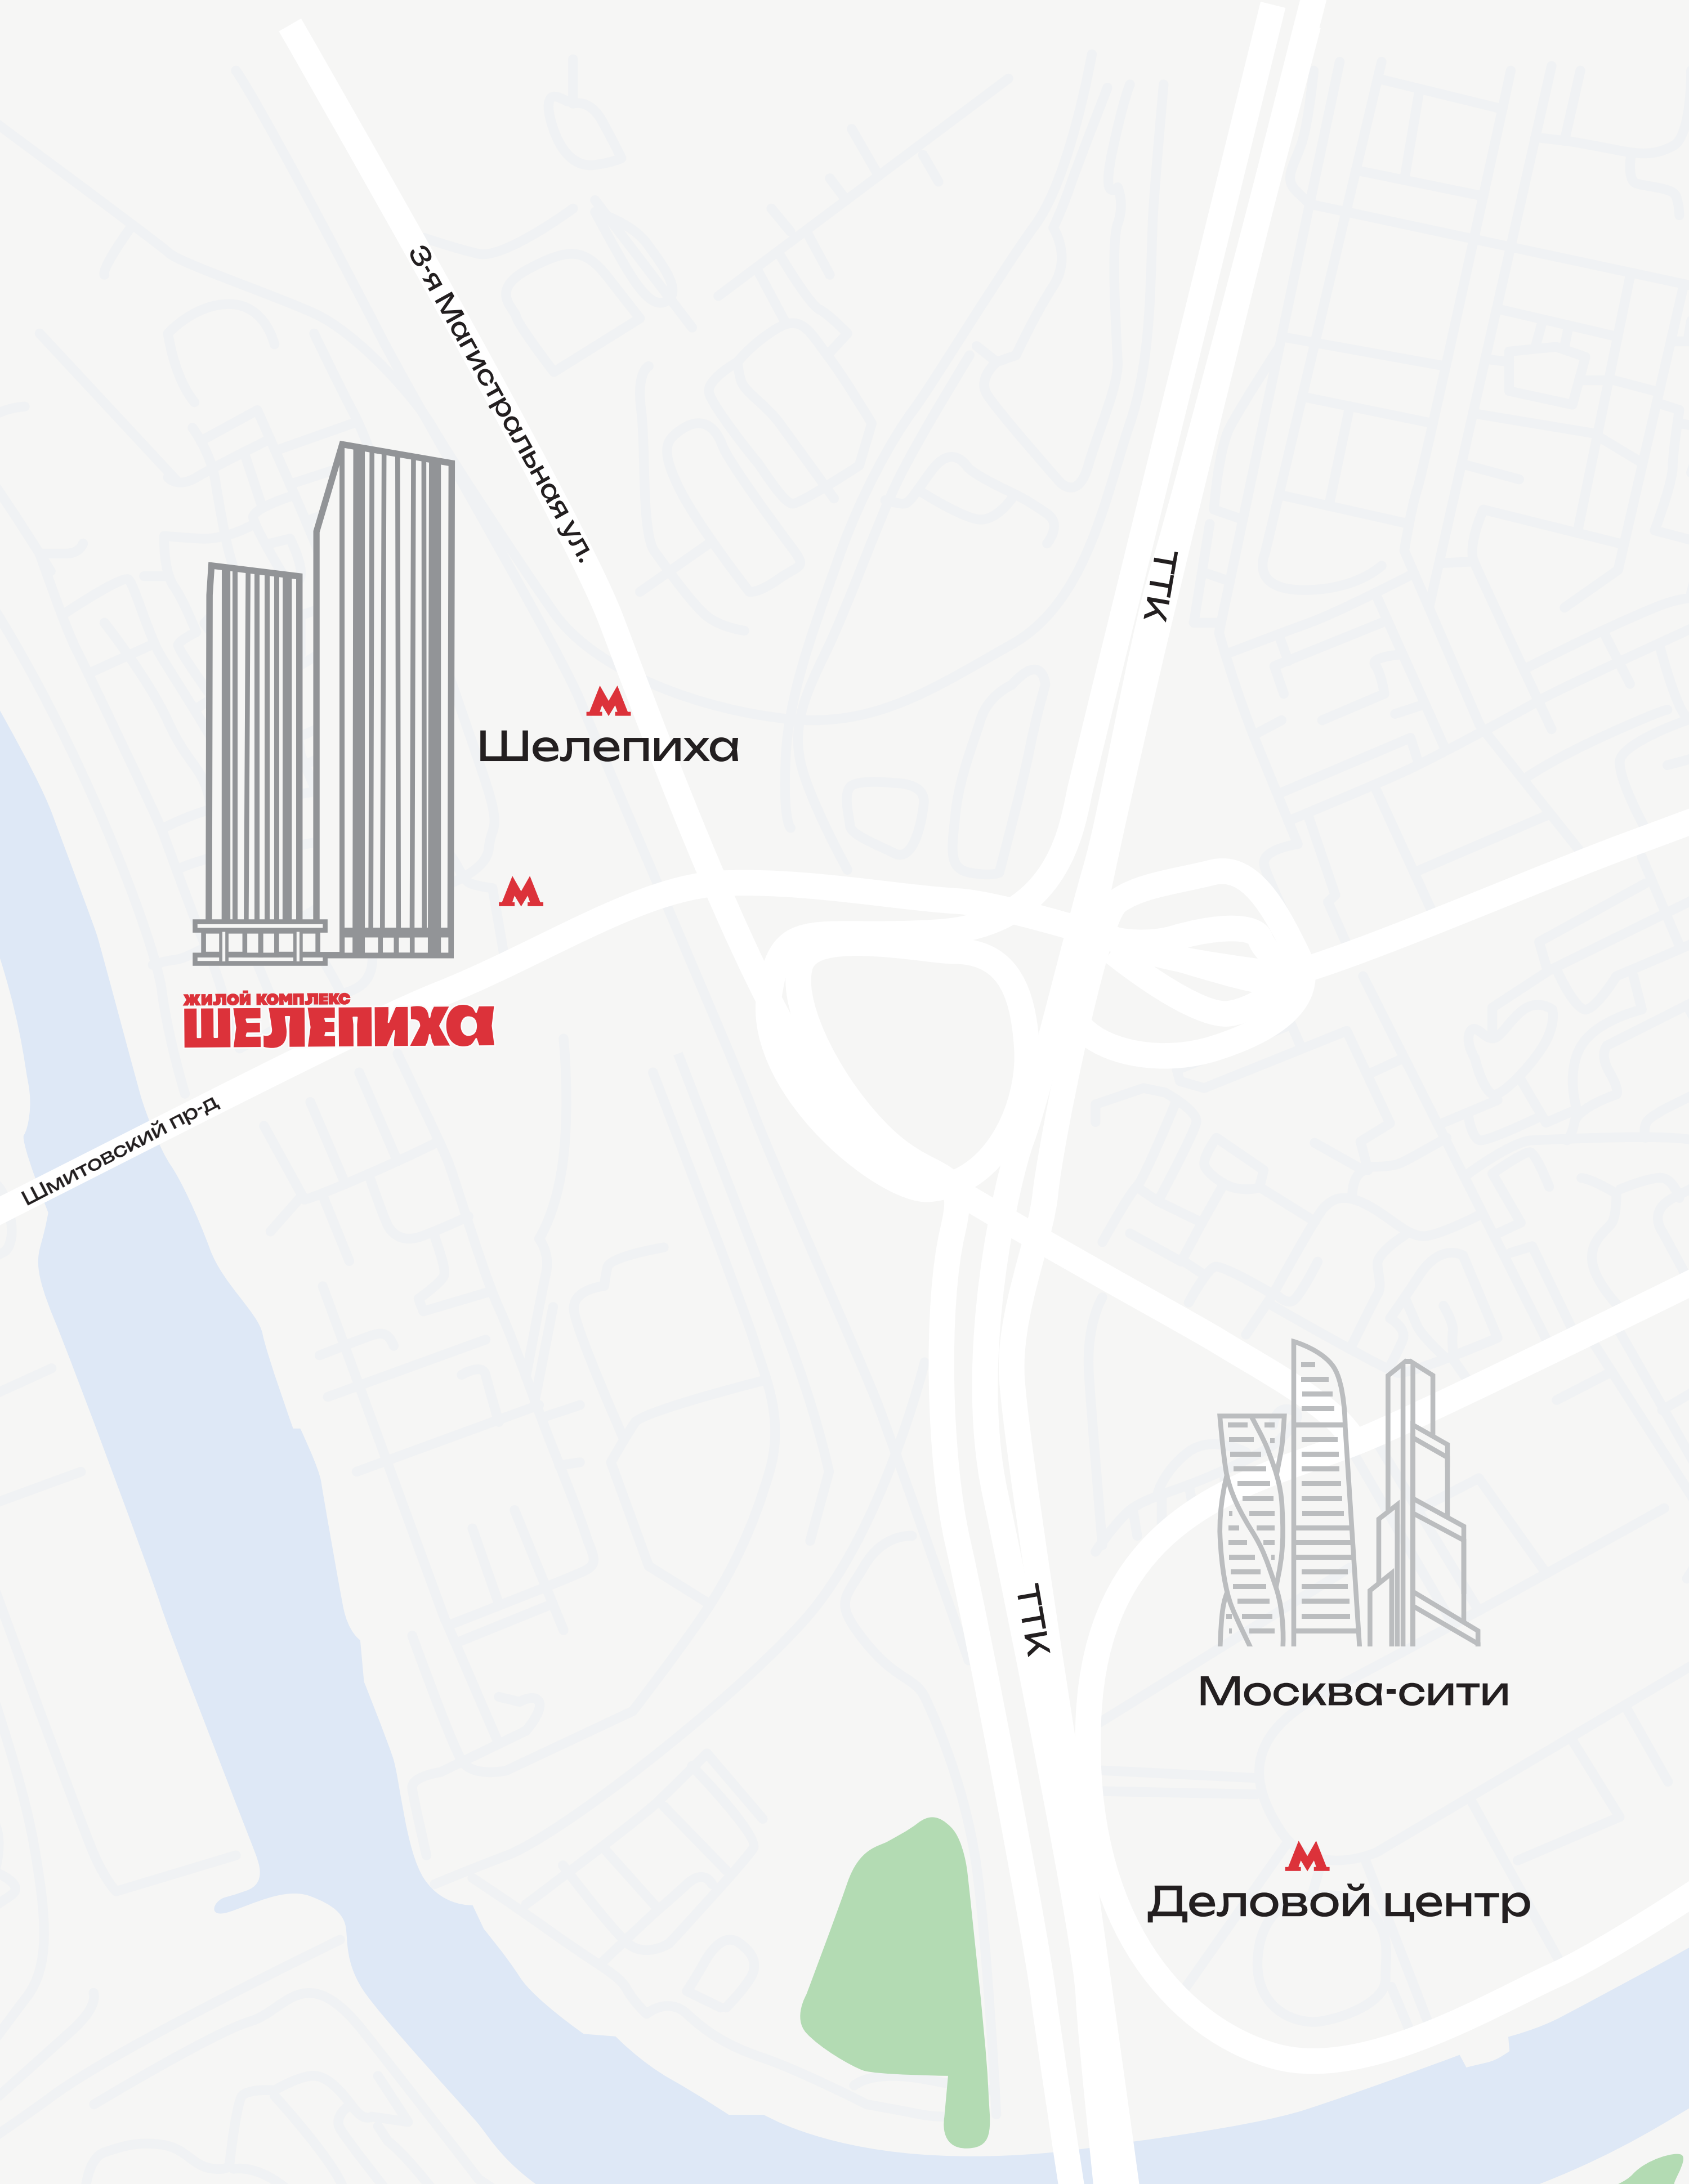 3-я Магистральная ул.
ТТК
Шелепиха
ЖИЛОЙ КОМПЛЕКС
ШЕЛЕПИХА
Шмитовский пр-д
ТТК
Москва-сити
Деловой центр